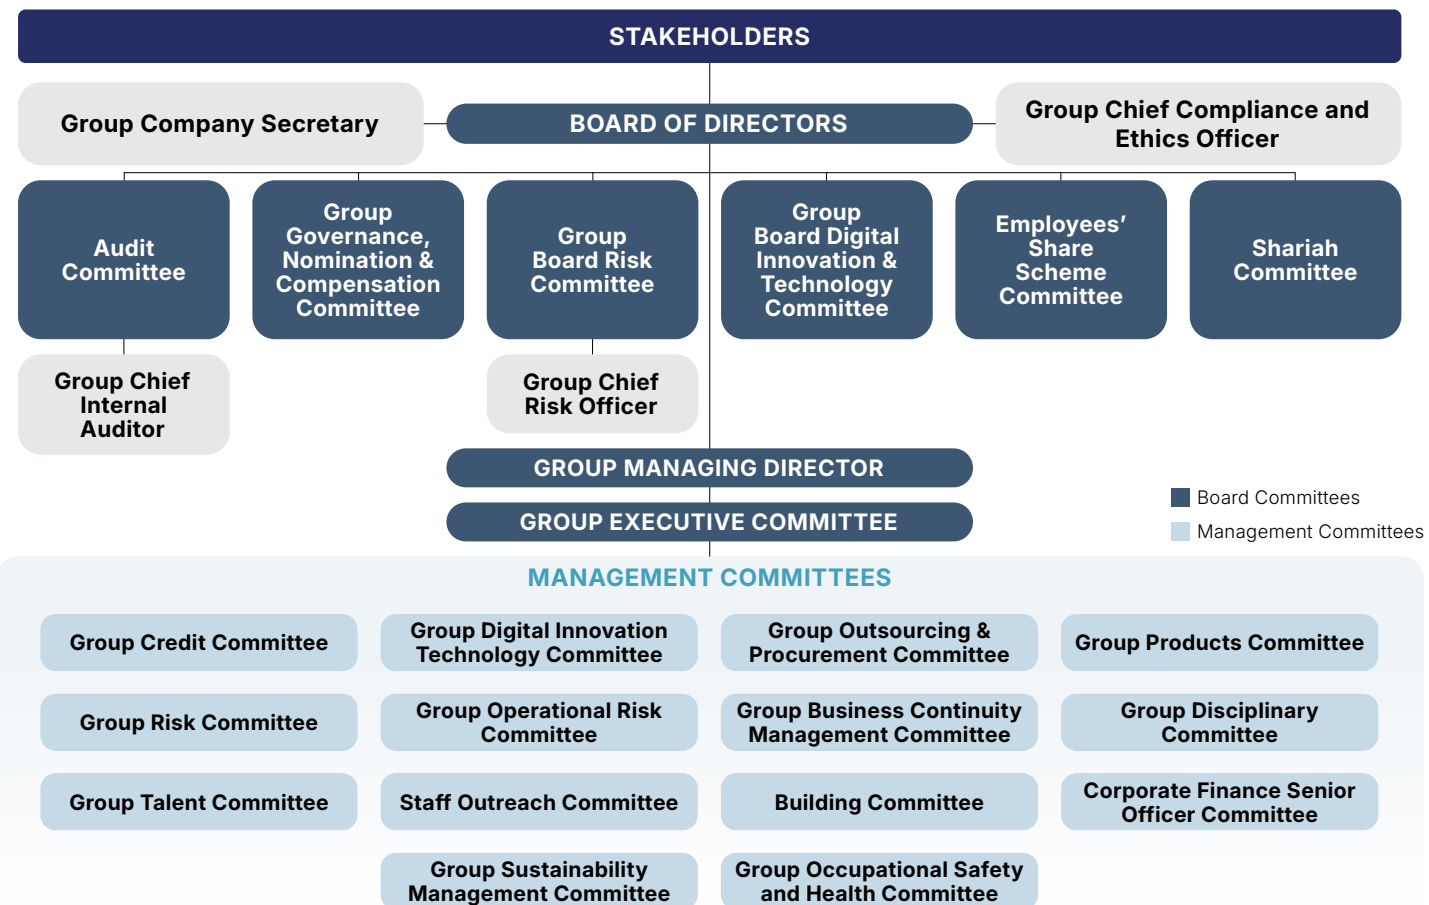 STAKEHOLDERS
Group Company Secretary
BOARD OF DIRECTORS
Group Chief Compliance and
Ethics Officer
Audit
Committee
Group
Governance,
Nomination &
Compensation
Committee
Group
Board Risk
Committee
Group
Board Digital
Innovation &
Technology
Committee
Employees’
Share
Scheme
Committee
Shariah
Committee
Group Chief
Internal
Auditor
Group Chief
Risk Officer
GROUP MANAGING DIRECTOR
GROUP EXECUTIVE COMMITTEE
Board Committees
Management Committees
MANAGEMENT COMMITTEES
Group Credit Committee
Group Digital Innovation
Technology Committee
Group Outsourcing &
Procurement Committee
Group Products Committee
Group Risk Committee
Group Operational Risk
Committee
Group Business Continuity
Management Committee
Group Disciplinary
Committee
Group Talent Committee
Staff Outreach Committee
Building Committee
Corporate Finance Senior
Officer Committee
Group Sustainability
Management Committee
Group Occupational Safety
and Health Committee